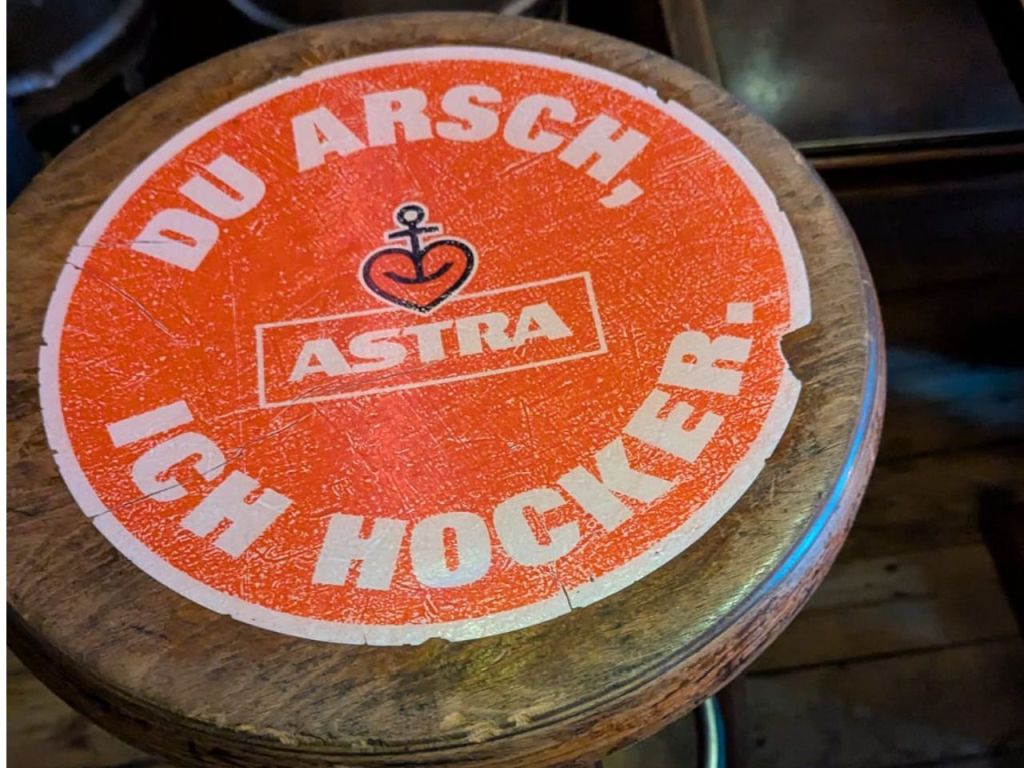 DU ARSCH,
ASTRA
ICH HOCKER.